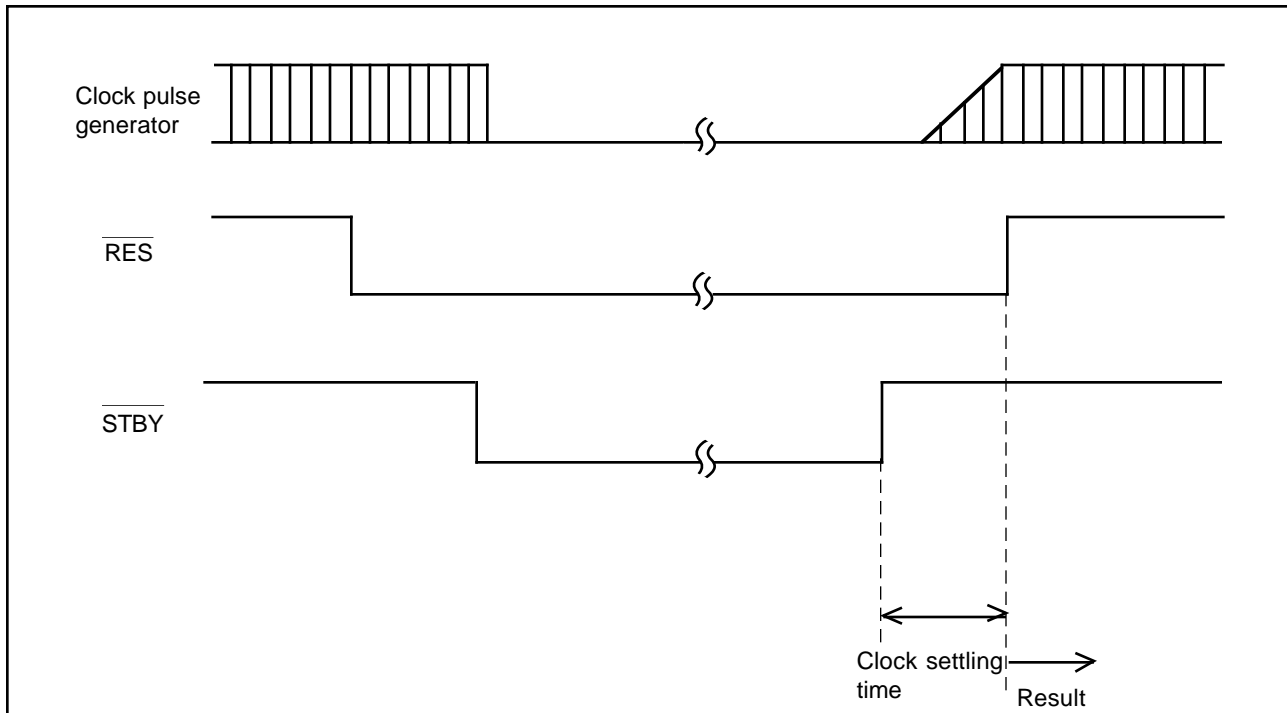 Clock pulse
generator
RES
STBY
Clock settling
time
Result